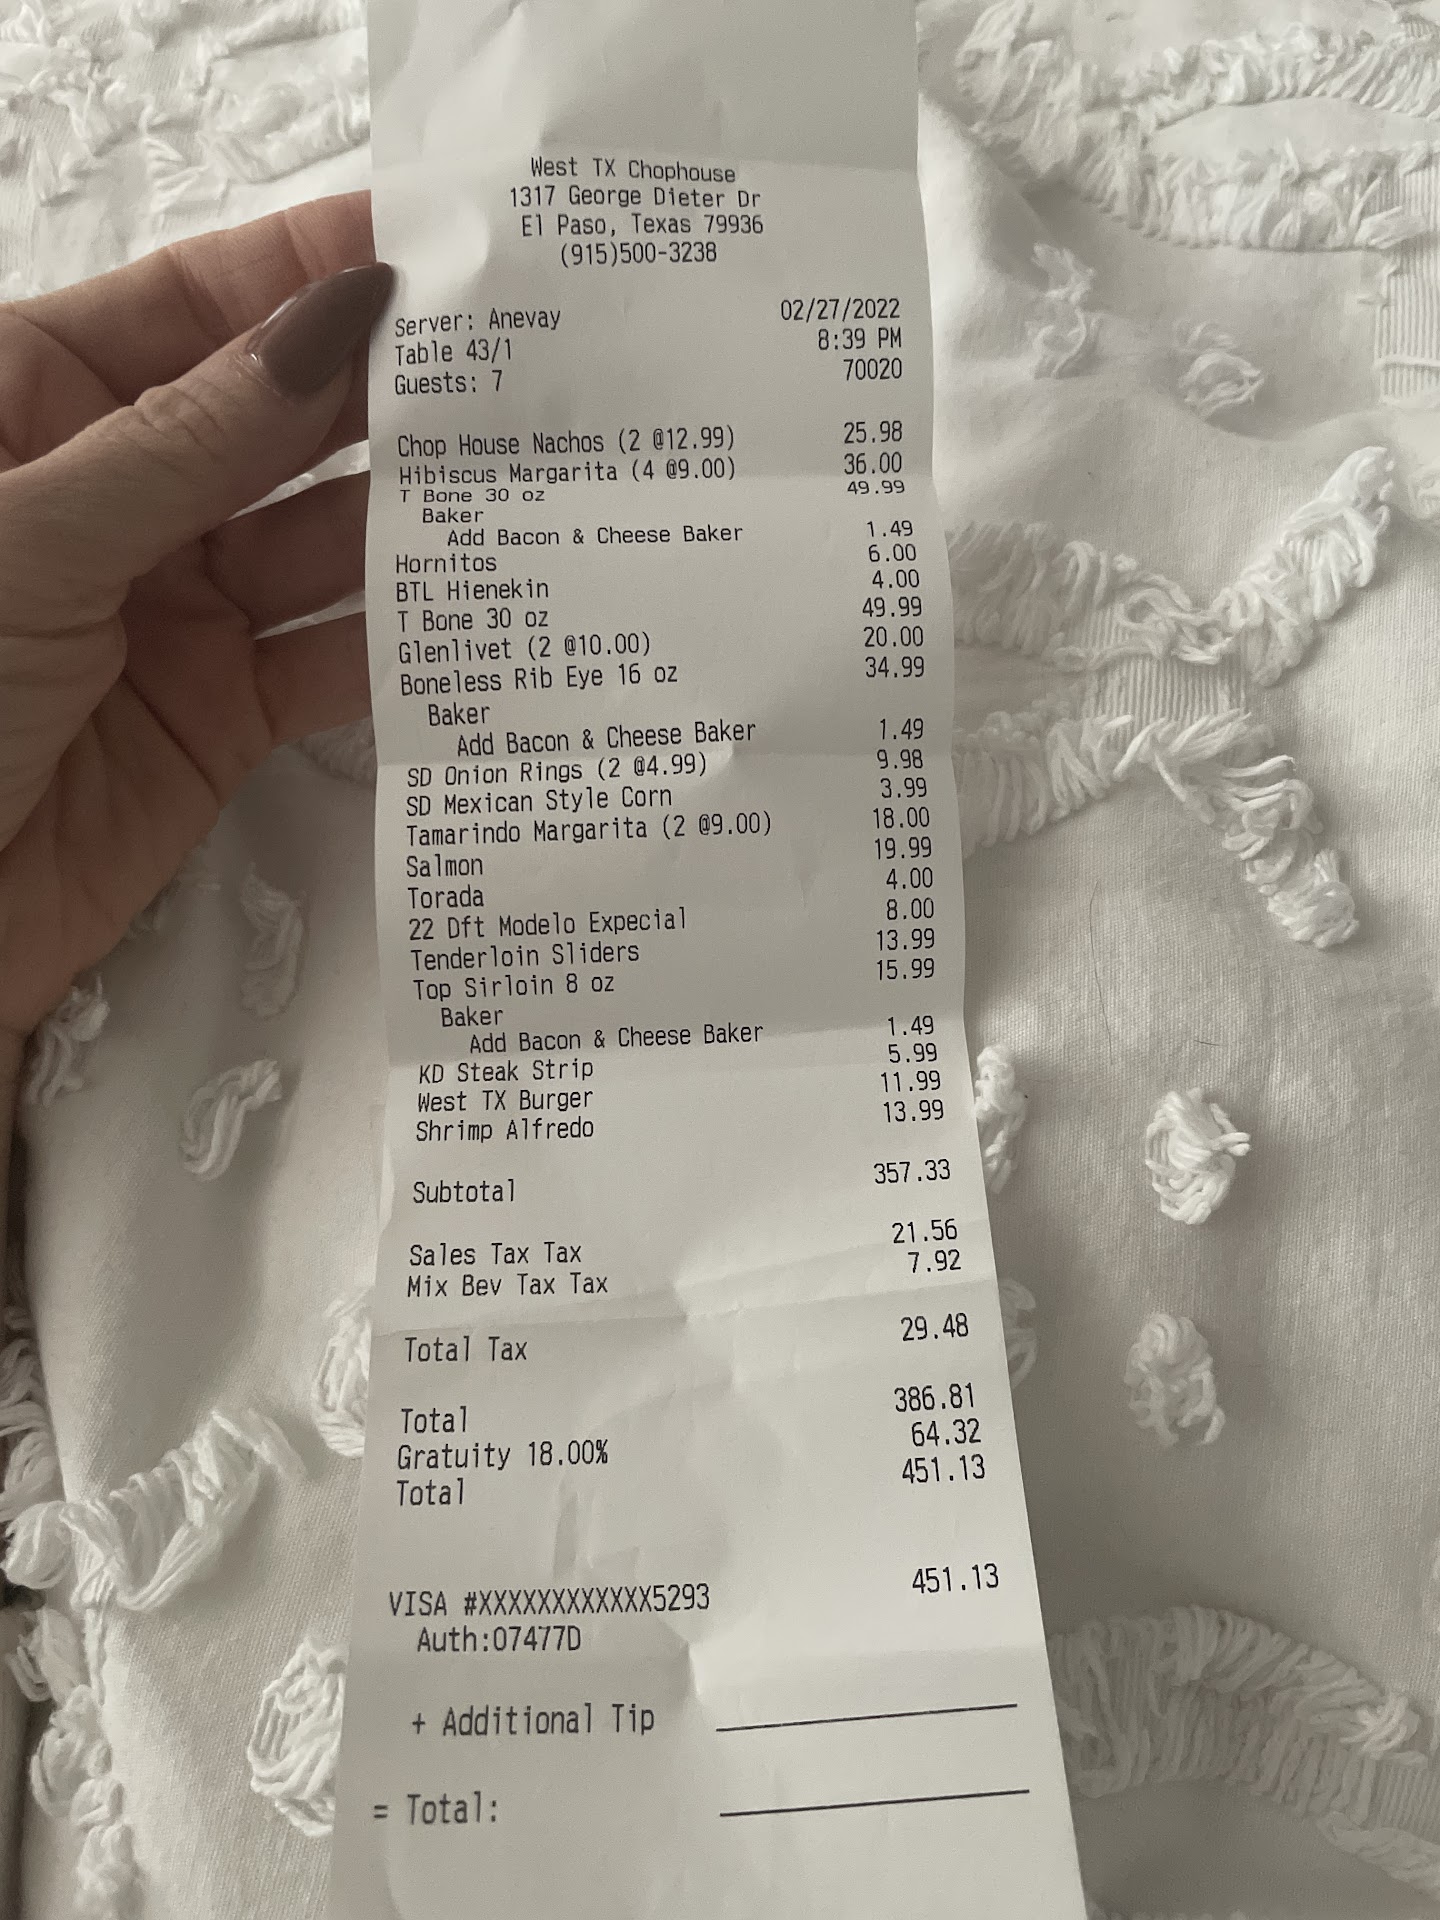 West TX Chophouse
1317 George Dieter Dr
El Paso, Texas 79936
(915)500-3238
Server: Anevay 02/27/2022
Table 43/1 8:39 PM
Guests: 7 70020
Chop House Nachos (2 @12.99) 25.98
Hibiscus Margarita (4 @9.00) 36.00
T Bone 30 oz 49.99
Baker
Add Bacon & Cheese Baker 1.49
Hornitos 6.00
BTL Hienekin 4.00
T Bone 30 oz 49.99
Glenlivet (2 @10.00) 20.00
Boneless Rib Eye 16 oz 34.99
Baker
Add Bacon & Cheese Baker 1.49
SD Onion Rings (2 @4.99) 9.98
SD Mexican Style Corn 3.99
Tamarindo Margarita (2 @9.00) 18.00
Salmon 19.99
Torada 4.00
22 Dft Modelo Expecial 8.00
Tenderloin Sliders 13.99
Top Sirloin 8 oz 15.99
Baker
Add Bacon & Cheese Baker 1.49
KD Steak Strip 5.99
West TX Burger 11.99
Shrimp Alfredo 13.99
Subtotal 357.33
Sales Tax Tax 21.56
Mix Bev Tax Tax 7.92
Total Tax 29.48
Total 386.81
Gratuity 18.00% 64.32
Total 451.13
VISA #XXXXXXXXXXXX5293 451.13
Auth:07477D
+ Additional Tip
= Total: